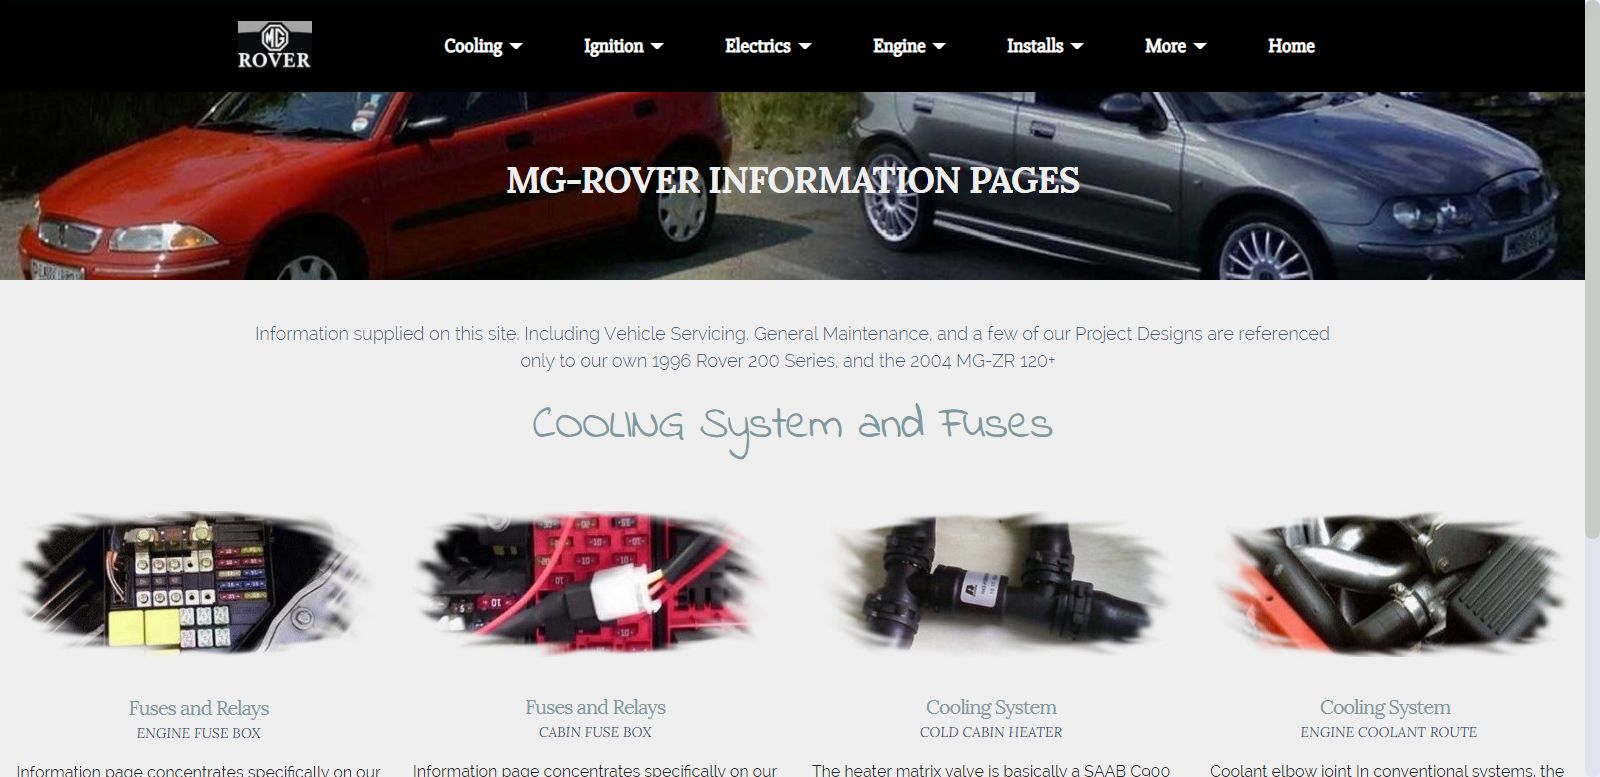 MG
ROVER
Cooling Ignition Electrics Engine Installs More Home
MG-ROVER INFORMATION PAGES
Information supplied on this site. Including Vehicle Servicing. General Maintenance, and a few of our Project Designs are referenced
only to our own 1996 Rover 200 Series, and the 2004 MG-ZR 120+
COOLING System and Fuses
Fuses and Relays
ENGINE FUSE BOX
Fuses and Relays
CABIN FUSE BOX
Cooling System
COLD CABIN HEATER
Cooling System
ENGINE COOLANT ROUTE
Information page concentrates specifically on our
Information page concentrates specifically on our
The heater matrix valve is basically a SAAB C900
Coolant elbow joint In conventional systems, the